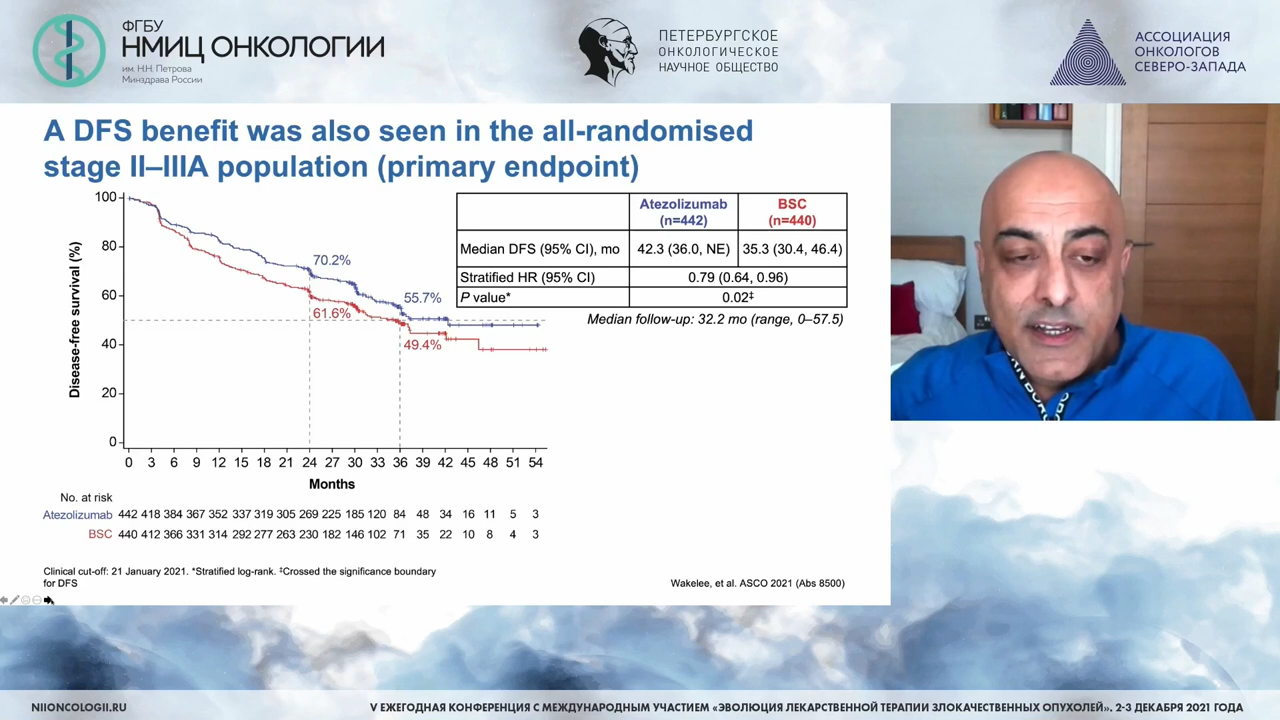 ФГБУ
НМИЦ ОНКОЛОГИИ
им. Н.Н. Петрова
Минздрава России
ПЕТЕРБУРГСКОЕ
ОНКОЛОГИЧЕСКОЕ
НАУЧНОЕ ОБЩЕСТВО
АССОЦИАЦИЯ
ОНКОЛОГОВ
СЕВЕРО-ЗАПАДА
A DFS benefit was also seen in the all-randomised
stage II–IIIA population (primary endpoint)
Disease-free survival (%)
100
80
60
40
20
0
70.2%
61.6%
55.7%
49.4%
0 3 6 9 12 15 18 21 24 27 30 33 36 39 42 45 48 51 54
Months
Atezolizumab (n=442) BSC (n=440)
Median DFS (95% CI), mo 42.3 (36.0, NE) 35.3 (30.4, 46.4)
Stratified HR (95% CI) 0.79 (0.64, 0.96)
P value* 0.02‡
Median follow-up: 32.2 mo (range, 0–57.5)
No. at risk
Atezolizumab 442 418 384 367 352 337 319 305 269 225 185 120 84 48 34 16 11 5 3
BSC 440 412 366 331 314 292 277 263 230 182 146 102 71 35 22 10 8 4 3
Clinical cut-off: 21 January 2021. *Stratified log-rank. ‡Crossed the significance boundary
for DFS
Wakelee, et al. ASCO 2021 (Abs 8500)
NIIONCOLOGII.RU
V ЕЖЕГОДНАЯ КОНФЕРЕНЦИЯ С МЕЖДУНАРОДНЫМ УЧАСТИЕМ «ЭВОЛЮЦИЯ ЛЕКАРСТВЕННОЙ ТЕРАПИИ ЗЛОКАЧЕСТВЕННЫХ ОПУХОЛЕЙ». 2-3 ДЕКАБРЯ 2021 ГОДА